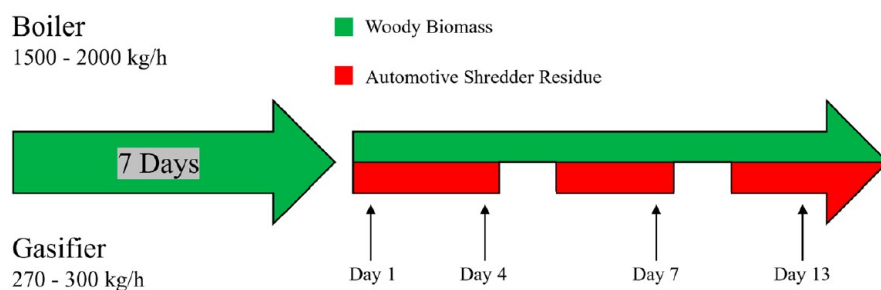 Boiler
1500 - 2000 kg/h
Woody Biomass
Automotive Shredder Residue
7 Days
Gasifier
270 - 300 kg/h
Day 1
Day 4
Day 7
Day 13